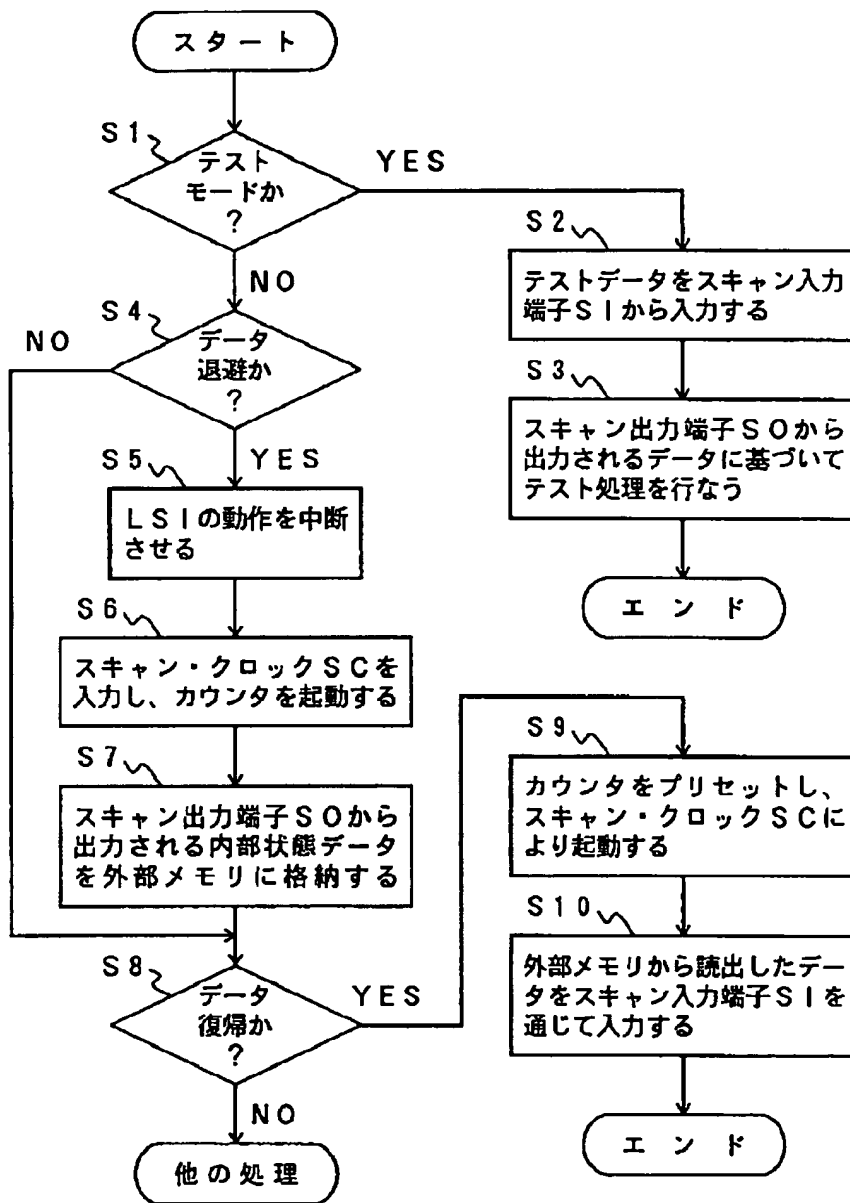 スタート
S1
テスト
モードか
?
YES
NO
S2
テストデータをスキャン入力
端子SIから入力する
S3
スキャン出力端子SOから
出力されるデータに基づいて
テスト処理を行なう
エンド
S4
データ
退避か
?
NO
YES
S5
LSIの動作を中断
させる
S6
スキャン・クロックSCを
入力し、カウンタを起動する
S7
スキャン出力端子SOから
出力される内部状態データ
を外部メモリに格納する
S8
データ
復帰か
?
YES
NO
他の処理
S9
カウンタをプリセットし、
スキャン・クロックSCに
より起動する
S10
外部メモリから読出したデー
タをスキャン入力端子SIを
通じて入力する
エンド